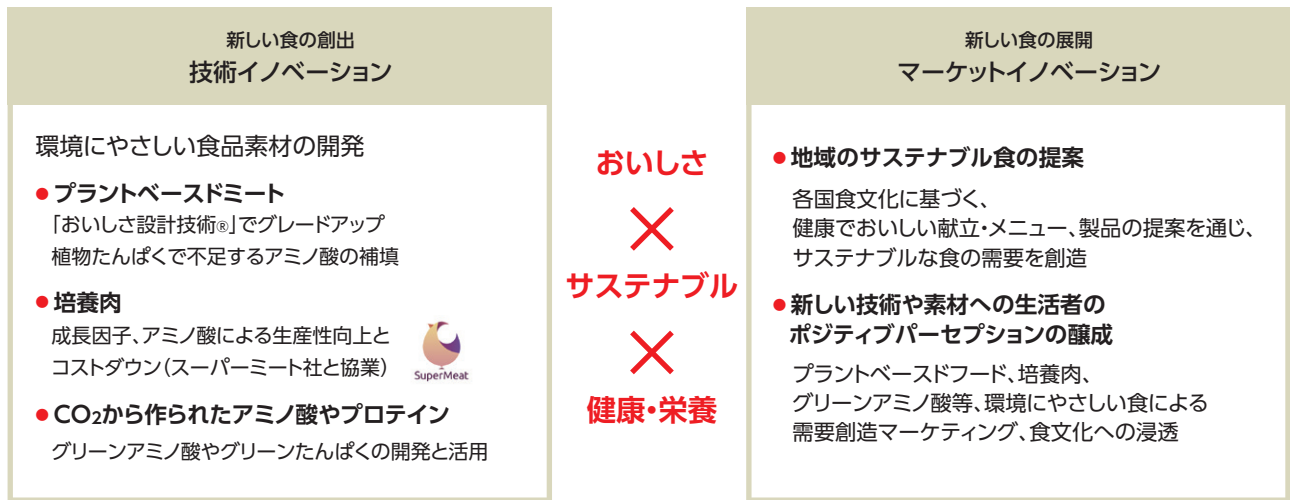 新しい食の創出
技術イノベーション
環境にやさしい食品素材の開発
●プラントベースドミート
「おいしさ設計技術®」でグレードアップ
植物たんぱくで不足するアミノ酸の補填
●培養肉
成長因子、アミノ酸による生産性向上と
コストダウン（スーパーミート社と協業）
SuperMeat
●CO₂から作られたアミノ酸やプロテイン
グリーンアミノ酸やグリーンたんぱくの開発と活用
おいしさ
×
サステナブル
×
健康・栄養
新しい食の展開
マーケットイノベーション
●地域のサステナブル食の提案
各国食文化に基づく、
健康でおいしい献立・メニュー、製品の提案を通じ、
サステナブルな食の需要を創造
●新しい技術や素材への生活者の
ポジティブパーセプションの醸成
プラントベースドフード、培養肉、
グリーンアミノ酸等、環境にやさしい食による
需要創造マーケティング、食文化への浸透